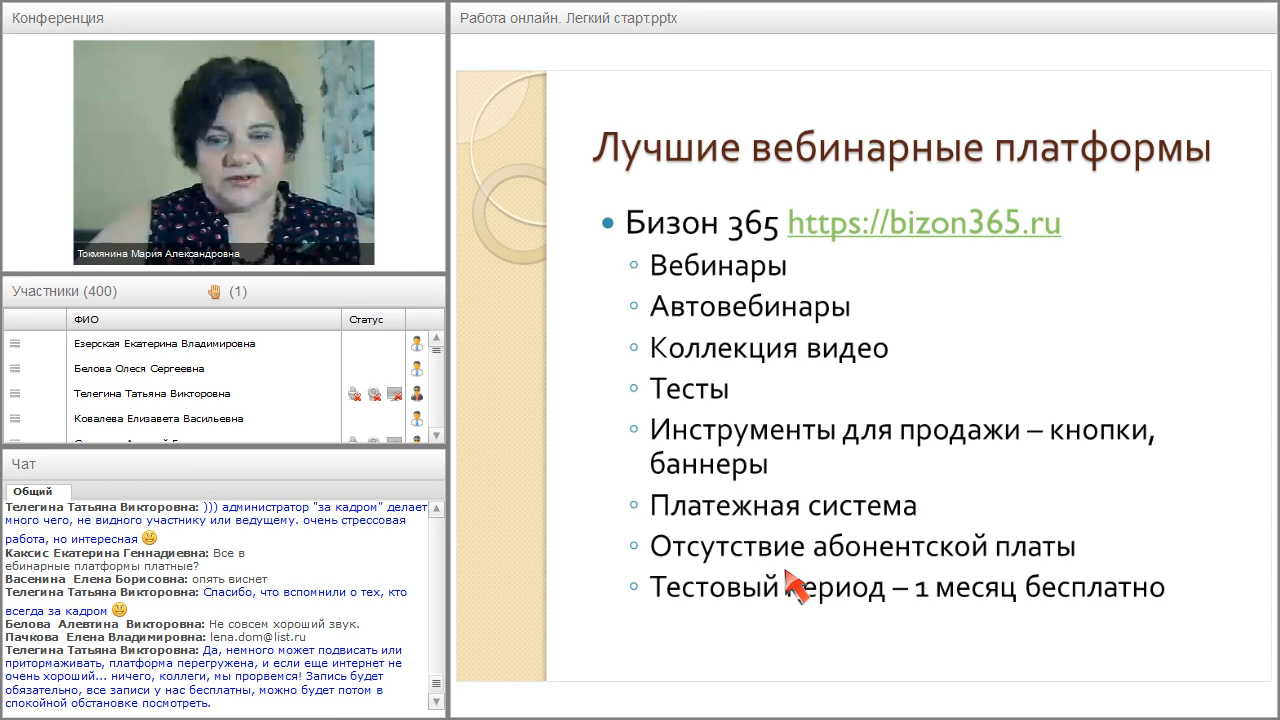 Конференция
Токмянина Мария Александровна
Участники (400) (1)
ФИО Статус
Езерская Екатерина Владимировна
Белова Олеся Сергеевна
Телегина Татьяна Викторовна
Ковалева Елизавета Васильевна
Чат
Общий
Телегина Татьяна Викторовна: ))) администратор "за кадром" делает
много чего, не видного участнику или ведущему. очень стрессовая
работа, но интересная
Каксис Екатерина Геннадиевна: Все в
ебинарные платформы платные?
Васенина Елена Борисовна: опять виснет
Телегина Татьяна Викторовна: Спасибо, что вспомнили о тех, кто
всегда за кадром
Белова Алевтина Викторовна: Не совсем хороший звук.
Пачкова Елена Владимировна: lena.dom@list.ru
Телегина Татьяна Викторовна: Да, немного может подвисать или
притормаживать, платформа перегружена, и если еще интернет не
очень хороший... ничего, коллеги, мы прорвемся! Запись будет
обязательно, все записи у нас бесплатны, можно будет потом в
спокойной обстановке посмотреть.
Работа онлайн. Легкий старт.pptx
Лучшие вебинарные платформы
• Бизон 365 https://bizon365.ru
◦ Вебинары
◦ Автовебинары
◦ Коллекция видео
◦ Тесты
◦ Инструменты для продажи – кнопки,
баннеры
◦ Платежная система
◦ Отсутствие абонентской платы
◦ Тестовый период – 1 месяц бесплатно